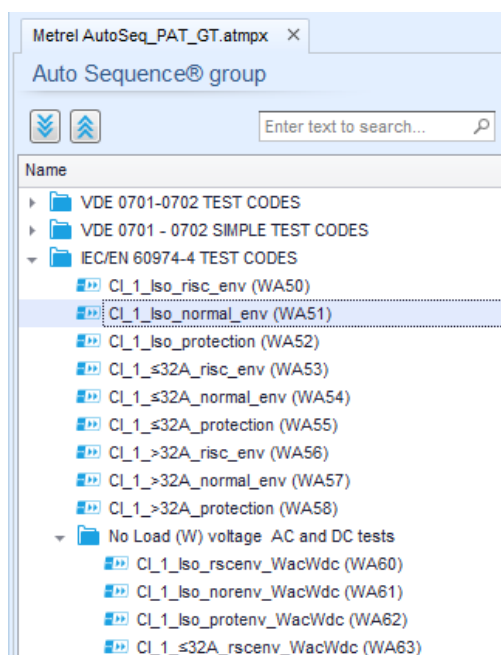 Metrel AutoSeq_PAT_GT.atmpx
Auto Sequence® group
Enter text to search...
Name
VDE 0701-0702 TEST CODES
VDE 0701 - 0702 SIMPLE TEST CODES
IEC/EN 60974-4 TEST CODES
Cl_1_Iso_risc_env (WA50)
Cl_1_Iso_normal_env (WA51)
Cl_1_Iso_protection (WA52)
Cl_1_≤32A_risc_env (WA53)
Cl_1_≤32A_normal_env (WA54)
Cl_1_≤32A_protection (WA55)
Cl_1_>32A_risc_env (WA56)
Cl_1_>32A_normal_env (WA57)
Cl_1_>32A_protection (WA58)
No Load (W) voltage AC and DC tests
Cl_1_Iso_rscenv_WacWdc (WA60)
Cl_1_Iso_norenv_WacWdc (WA61)
Cl_1_Iso_protenv_WacWdc (WA62)
Cl_1_≤32A_rscenv_WacWdc (WA63)